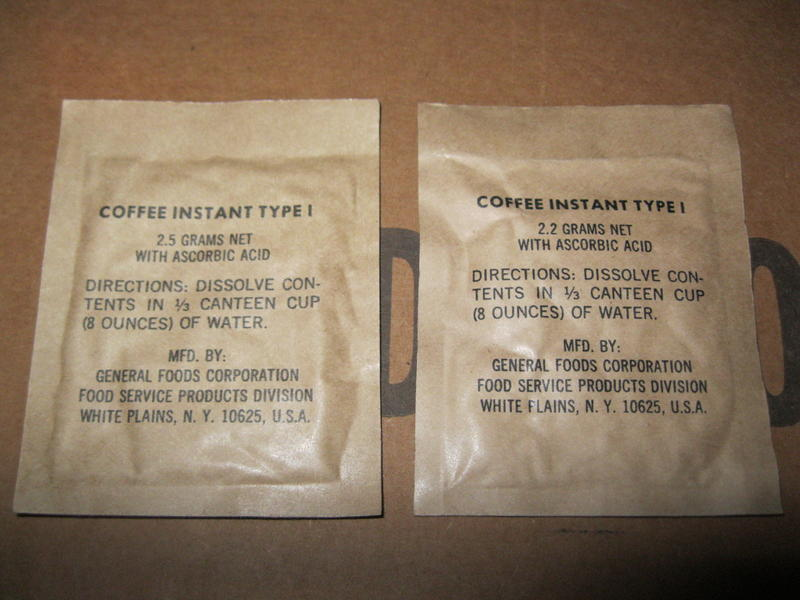 COFFEE INSTANT TYPE I
2.5 GRAMS NET
WITH ASCORBIC ACID
DIRECTIONS: DISSOLVE CON-
TENTS IN ⅓ CANTEEN CUP
(8 OUNCES) OF WATER.
MFD. BY:
GENERAL FOODS CORPORATION
FOOD SERVICE PRODUCTS DIVISION
WHITE PLAINS, N. Y. 10625, U.S.A.
COFFEE INSTANT TYPE I
2.2 GRAMS NET
WITH ASCORBIC ACID
DIRECTIONS: DISSOLVE CON-
TENTS IN ⅓ CANTEEN CUP
(8 OUNCES) OF WATER.
MFD. BY:
GENERAL FOODS CORPORATION
FOOD SERVICE PRODUCTS DIVISION
WHITE PLAINS, N. Y. 10625, U.S.A.